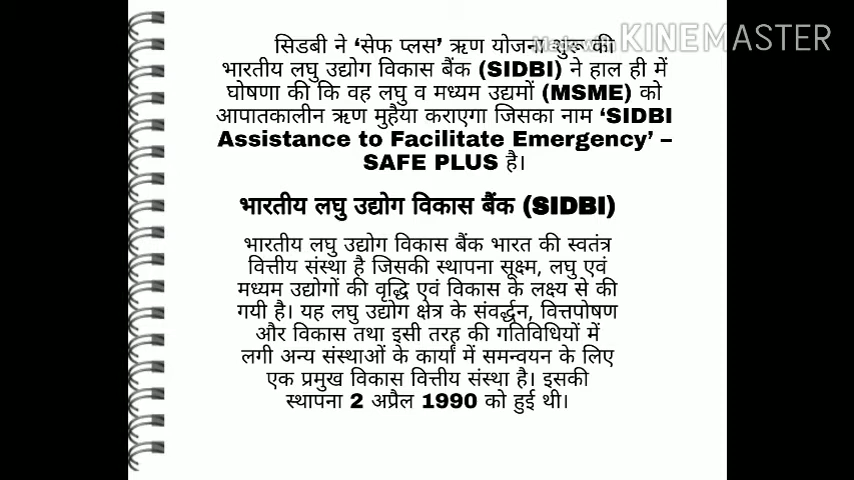 Made with KINEMASTER
सिडबी ने ‘सेफ प्लस’ ऋण योजना शुरू की
भारतीय लघु उद्योग विकास बैंक (SIDBI) ने हाल ही में
घोषणा की कि वह लघु व मध्यम उद्यमों (MSME) को
आपातकालीन ऋण मुहैया कराएगा जिसका नाम ‘SIDBI
Assistance to Facilitate Emergency’ –
SAFE PLUS है।
भारतीय लघु उद्योग विकास बैंक (SIDBI)
भारतीय लघु उद्योग विकास बैंक भारत की स्वतंत्र
वित्तीय संस्था है जिसकी स्थापना सूक्ष्म, लघु एवं
मध्यम उद्योगों की वृद्धि एवं विकास के लक्ष्य से की
गयी है। यह लघु उद्योग क्षेत्र के संवर्द्धन, वित्तपोषण
और विकास तथा इसी तरह की गतिविधियों में
लगी अन्य संस्थाओं के कार्यां में समन्वयन के लिए
एक प्रमुख विकास वित्तीय संस्था है। इसकी
स्थापना 2 अप्रैल 1990 को हुई थी।